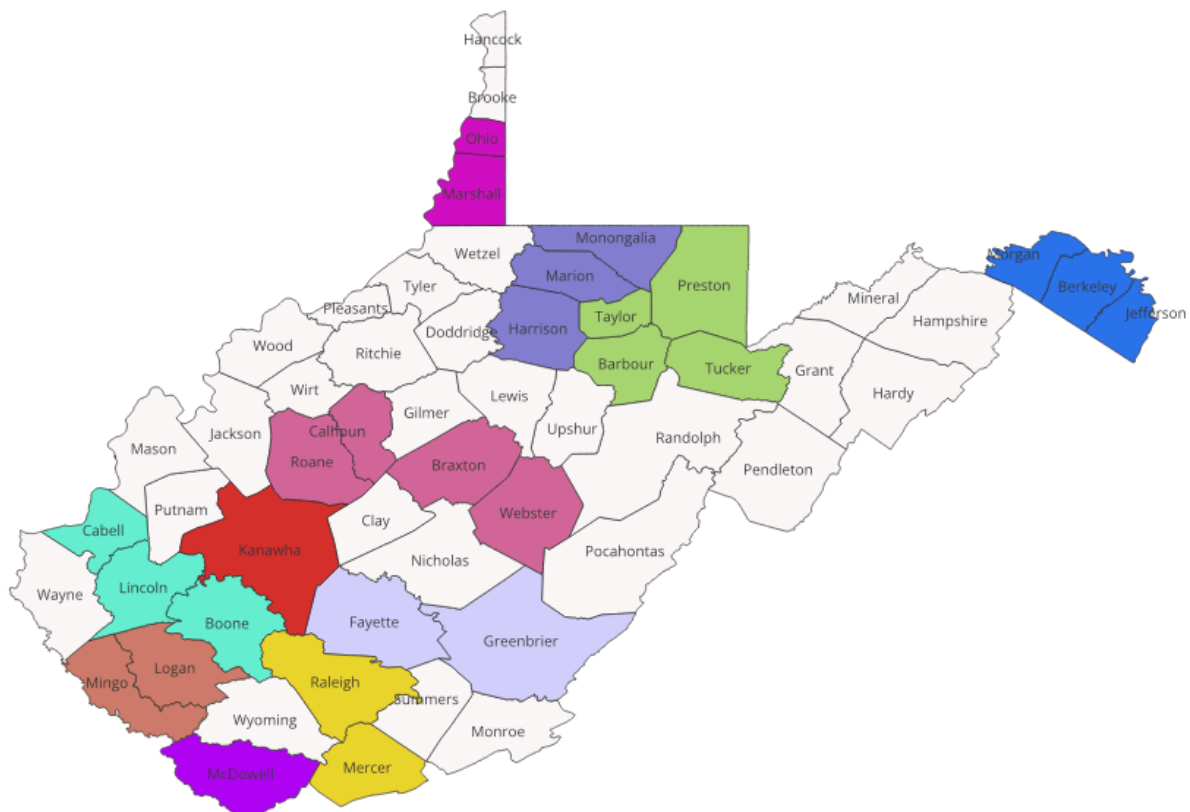 Hancock
Brooke
Ohio
Marshall
Monongalia
Wetzel
Morgan
Marion
Preston
Tyler
Berkeley
Mineral
Pleasants
Jefferson
Taylor
Hampshire
Harrison
Doddridge
Wood
Ritchie
Barbour
Tucker
Grant
Wirt
Lewis
Hardy
Gilmer
Upshur
Calhoun
Jackson
Randolph
Mason
Roane
Braxton
Pendleton
Putnam
Webster
Clay
Cabell
Kanawha
Pocahontas
Nicholas
Lincoln
Wayne
Fayette
Boone
Greenbrier
Logan
Mingo
Raleigh
Summers
Wyoming
Monroe
Mercer
McDowell